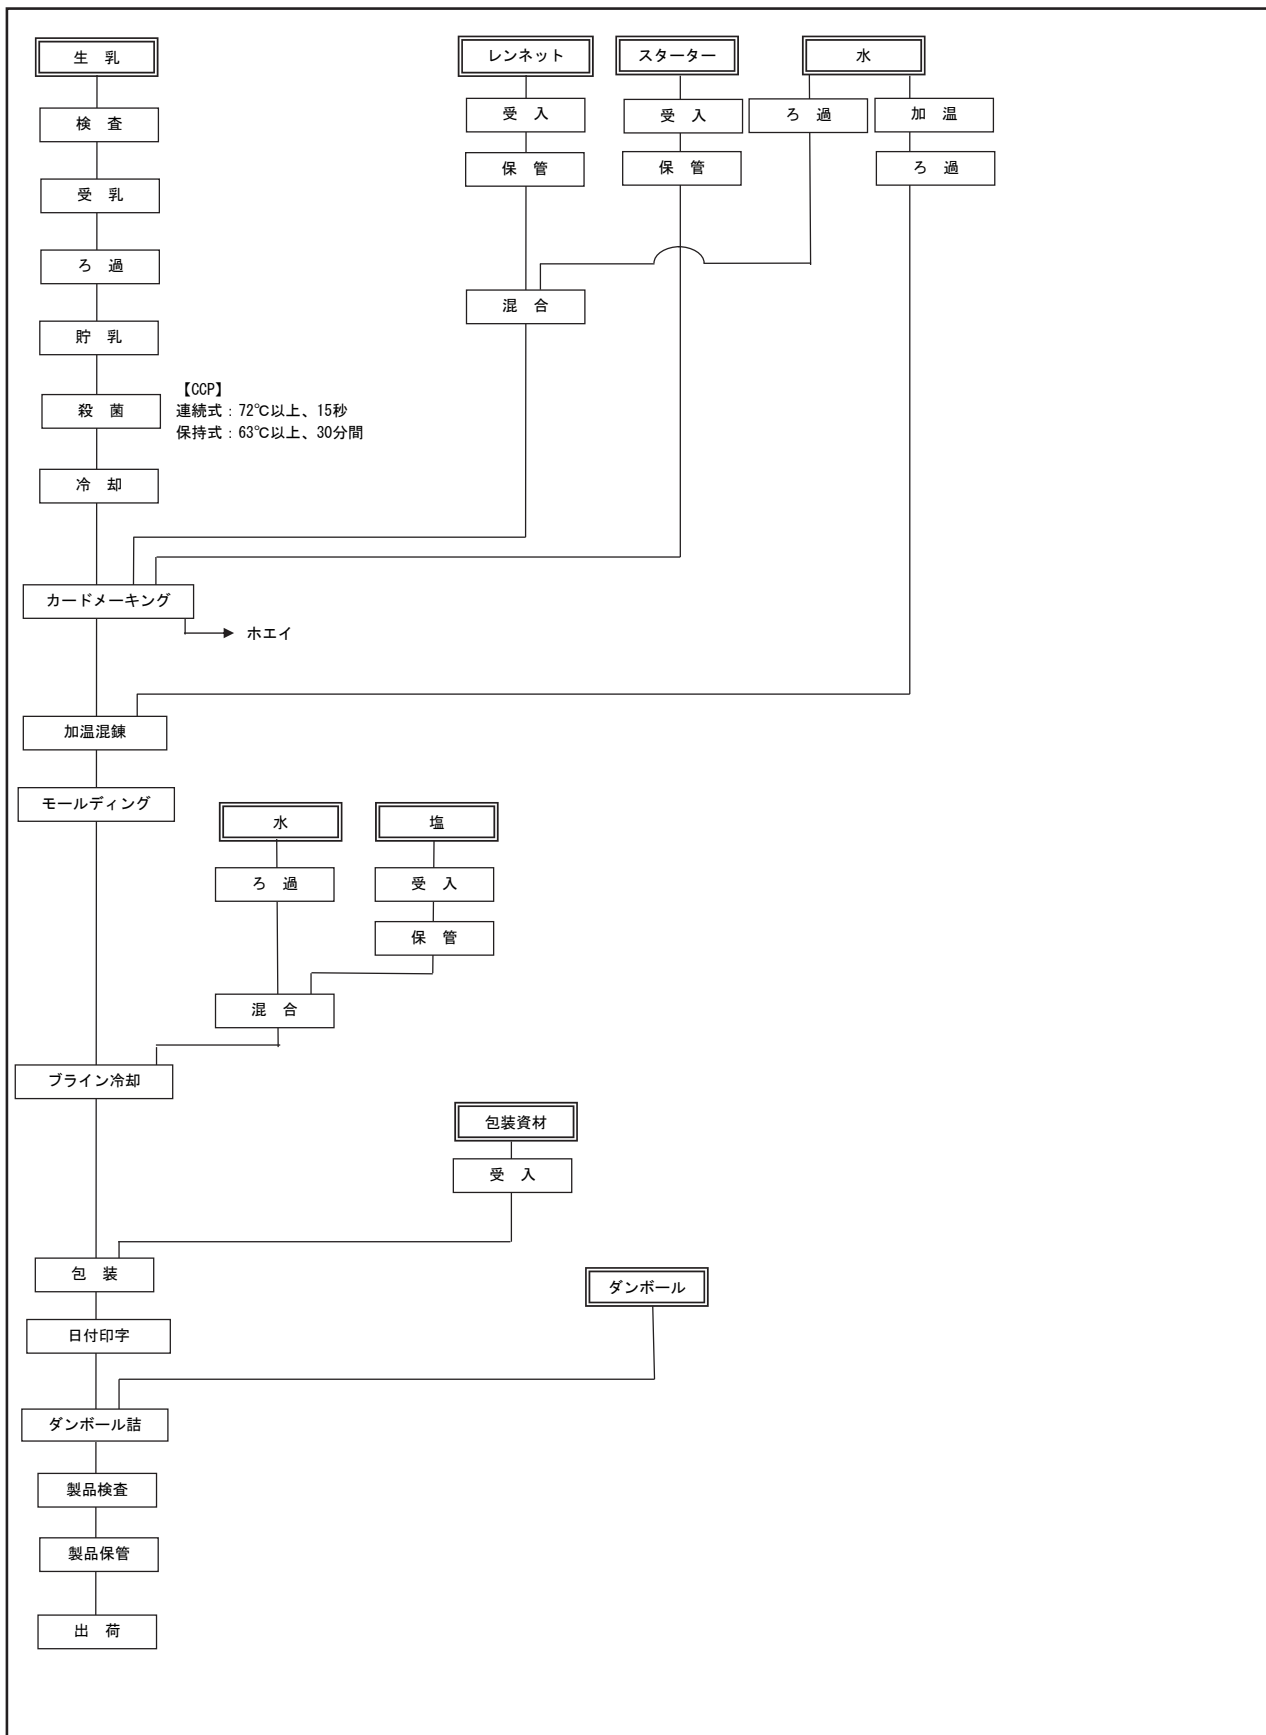 生　乳
レンネット
スターター
水
検　査
受　入
受　入
ろ　過
加　温
保　管
保　管
ろ　過
受　乳
ろ　過
混　合
貯　乳
殺　菌
【CCP】
連続式：72℃以上、15秒
保持式：63℃以上、30分間
冷　却
カードメーキング
ホエイ
加温混錬
モールディング
水
塩
ろ　過
受　入
保　管
混　合
ブライン冷却
包装資材
受　入
包　装
ダンボール
日付印字
ダンボール詰
製品検査
製品保管
出　荷